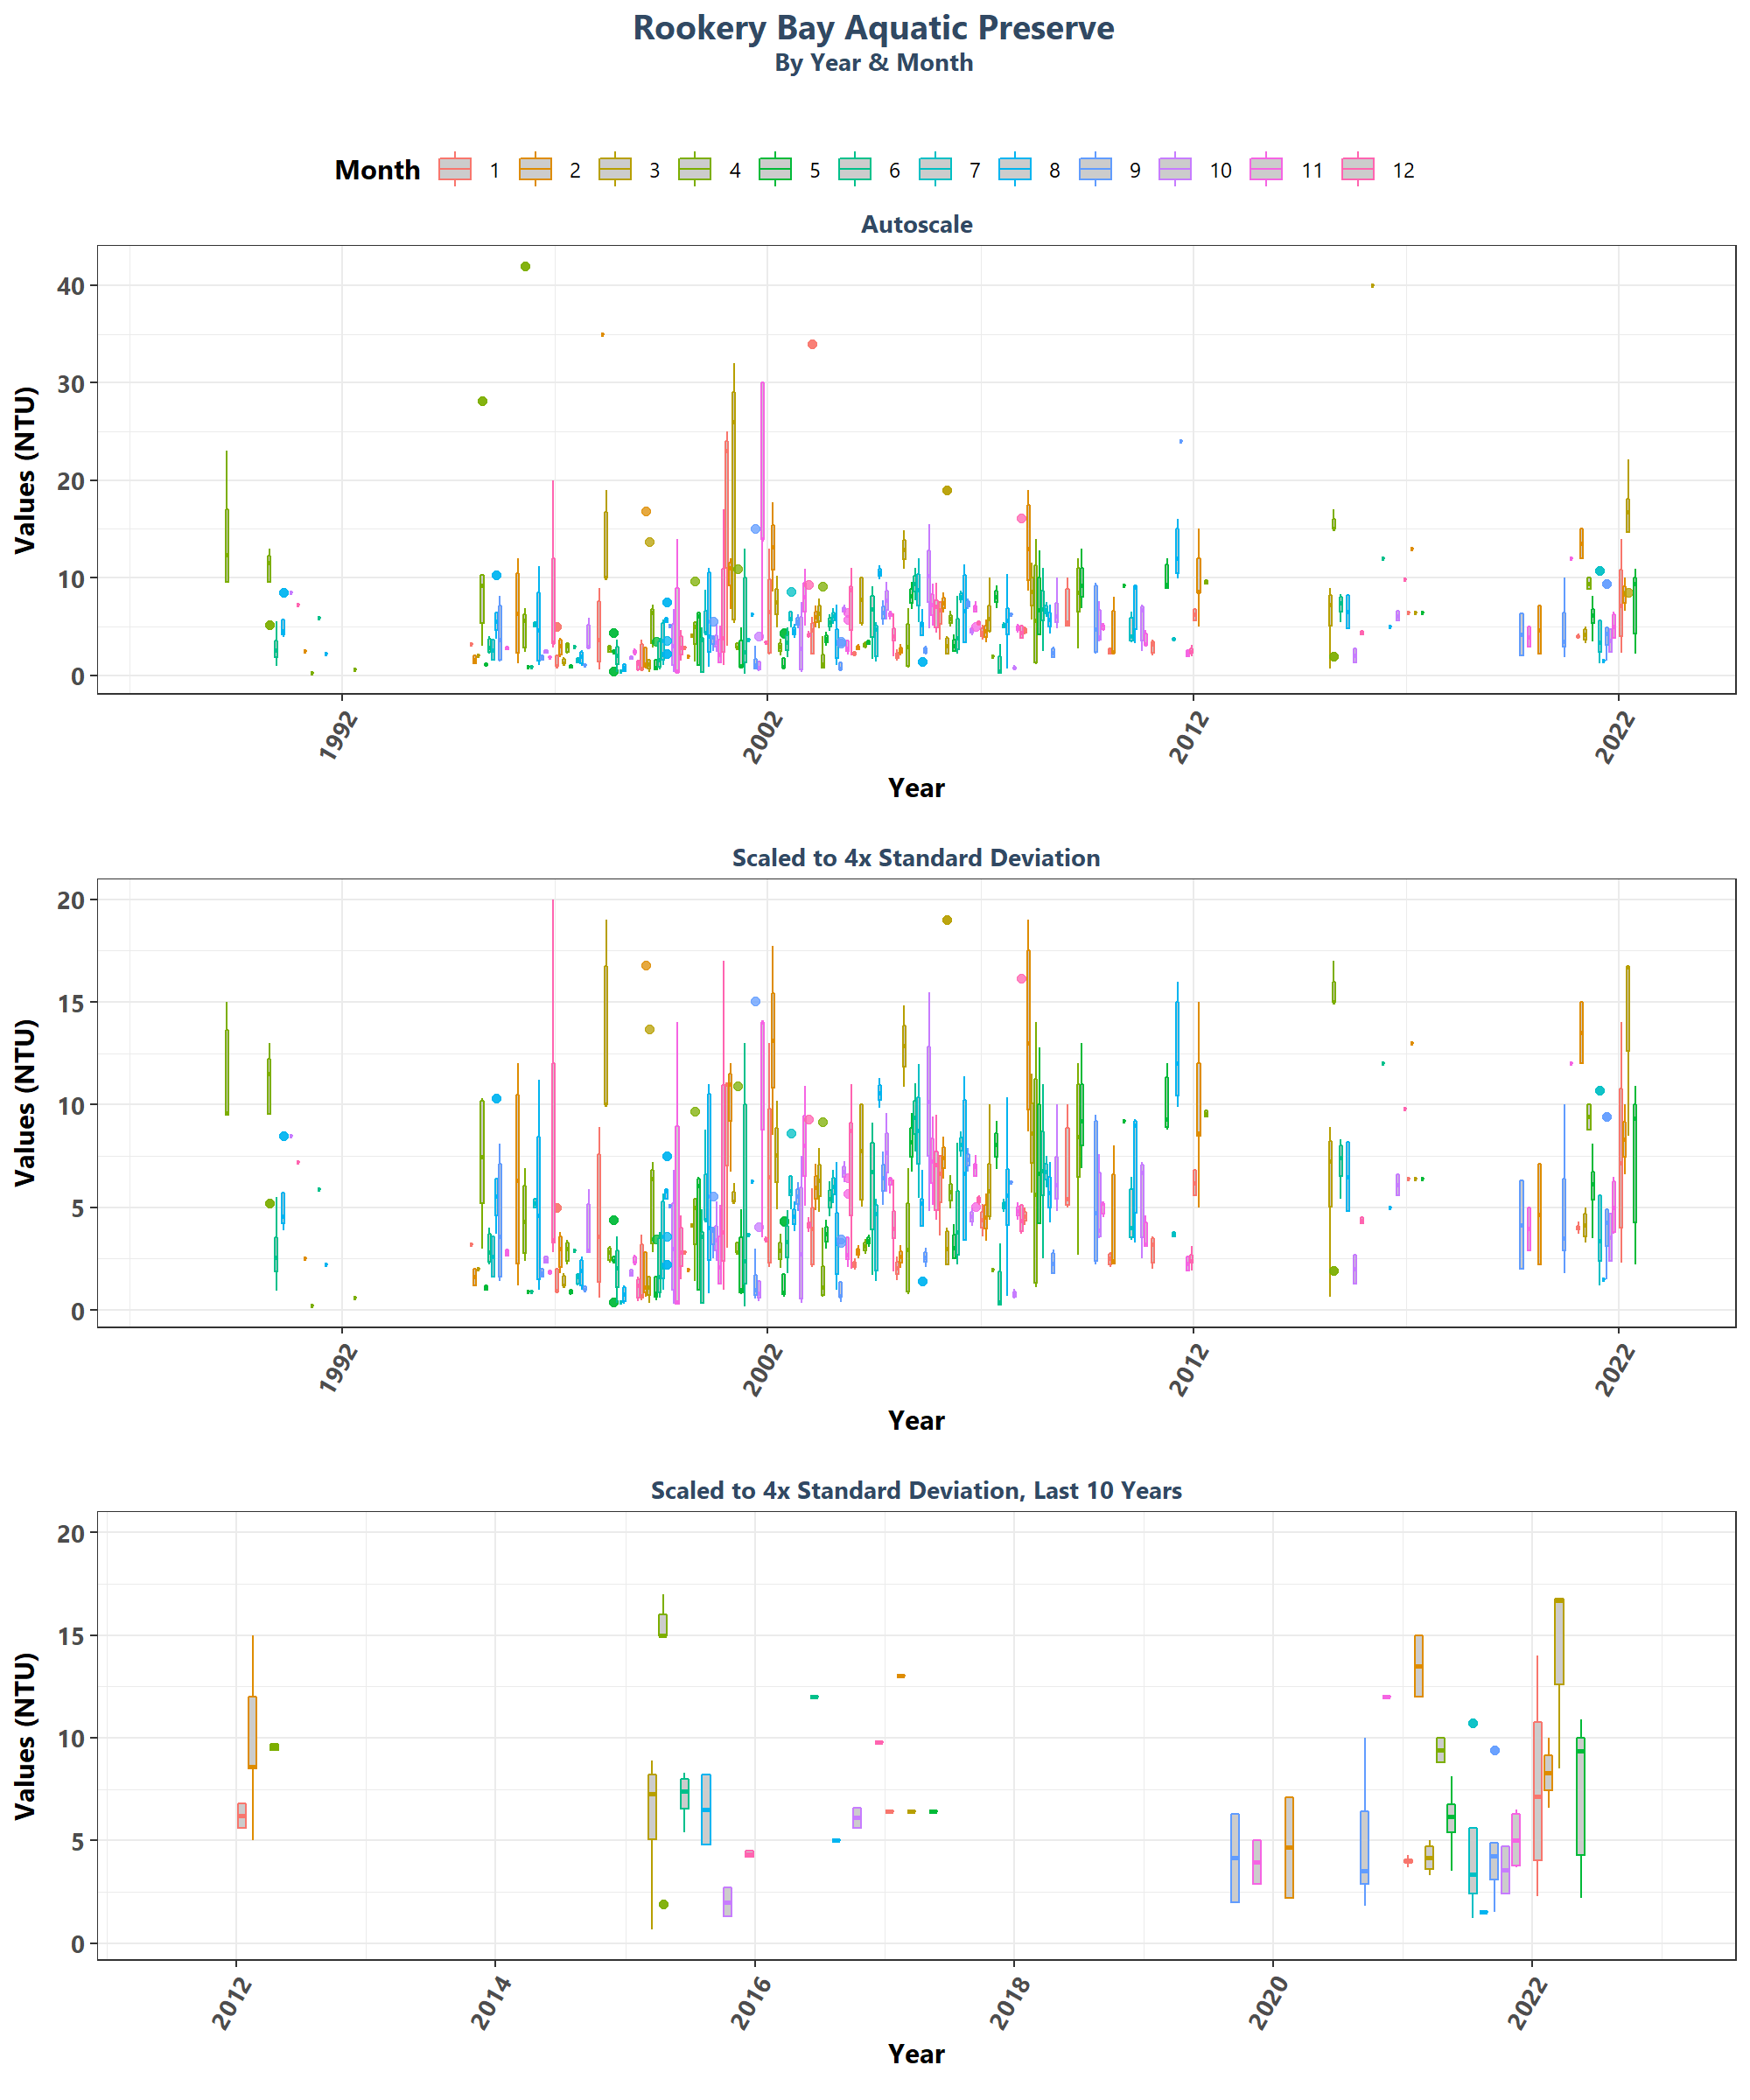 Rookery Bay Aquatic Preserve
By Year & Month
Month 1 2 3 4 5 6 7 8 9 10 11 12
Autoscale
Values (NTU)
40
30
20
10
0
1992 2002 2012 2022
Year
Scaled to 4x Standard Deviation
Values (NTU)
20
15
10
5
0
1992 2002 2012 2022
Year
Scaled to 4x Standard Deviation, Last 10 Years
Values (NTU)
20
15
10
5
0
2012 2014 2016 2018 2020 2022
Year